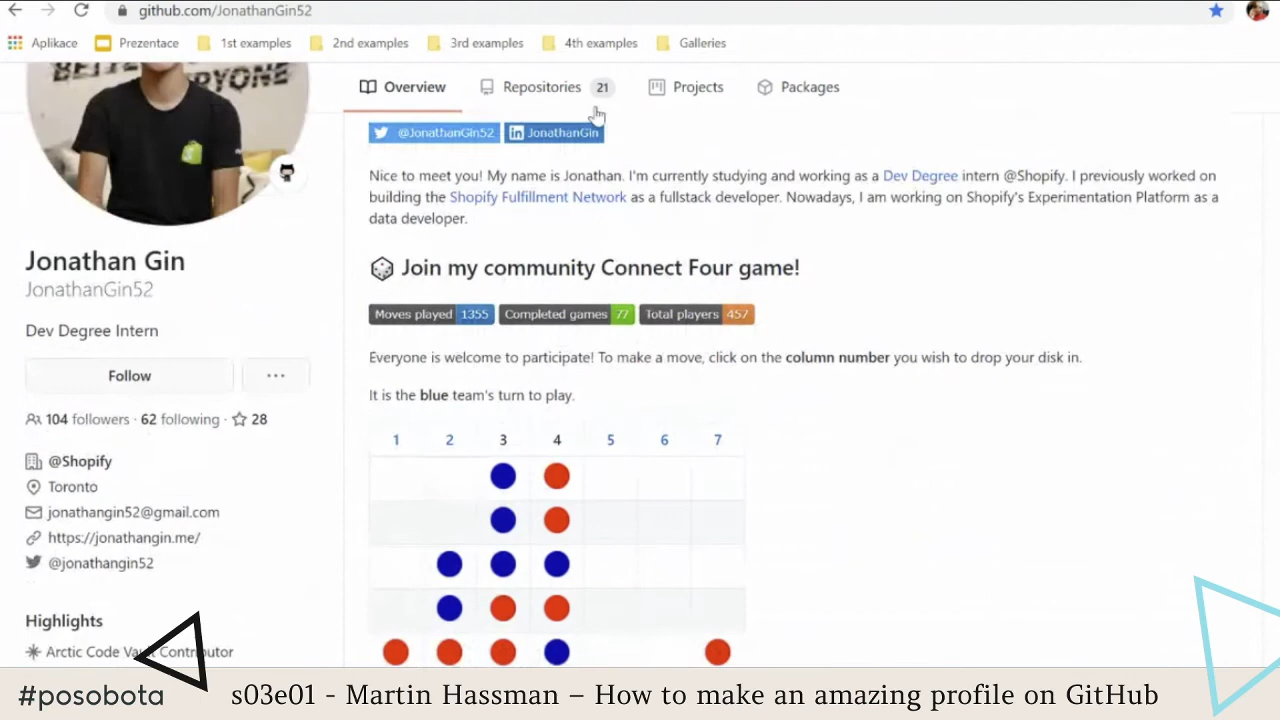 github.com/JonathanGin52
Aplikace Prezentace 1st examples 2nd examples 3rd examples 4th examples Galleries
Overview Repositories 21 Projects Packages
@JonathanGin52 JonathanGin
Nice to meet you! My name is Jonathan. I'm currently studying and working as a Dev Degree intern @Shopify. I previously worked on
building the Shopify Fulfillment Network as a fullstack developer. Nowadays, I am working on Shopify's Experimentation Platform as a
data developer.
Join my community Connect Four game!
Moves played 1355 Completed games 77 Total players 457
Everyone is welcome to participate! To make a move, click on the column number you wish to drop your disk in.
It is the blue team's turn to play.
1 2 3 4 5 6 7
Jonathan Gin
JonathanGin52
Dev Degree Intern
Follow ...
104 followers · 62 following · 28
@Shopify
Toronto
jonathangin52@gmail.com
https://jonathangin.me/
@jonathangin52
Highlights
Arctic Code Vault Contributor
#posobota s03e01 - Martin Hassman – How to make an amazing profile on GitHub